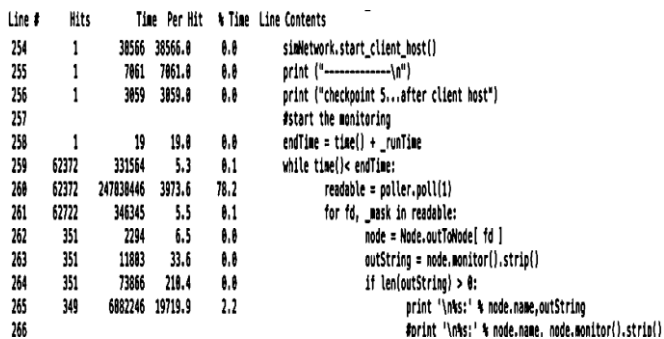 Line # Hits Time Per Hit % Time Line Contents
254 1 38566 38566.0 0.0 simNetwork.start_client_host()
255 1 7061 7061.0 0.0 print ("-------------\n")
256 1 3059 3059.0 0.0 print ("checkpoint 5...after client host")
257 #start the monitoring
258 1 19 19.0 0.0 endTime = time() + _runTime
259 62372 331564 5.3 0.1 while time()< endTime:
260 62372 247838446 3973.6 78.2 readable = poller.poll(1)
261 62722 346345 5.5 0.1 for fd, _mask in readable:
262 351 2294 6.5 0.0 node = Node.outToNode[ fd ]
263 351 11803 33.6 0.0 outString = node.monitor().strip()
264 351 73866 210.4 0.0 if len(outString) > 0:
265 349 6882246 19719.9 2.2 print '\n%s:' % node.name,outString
266 #print '\n%s:' % node.name, node.monitor().strip()